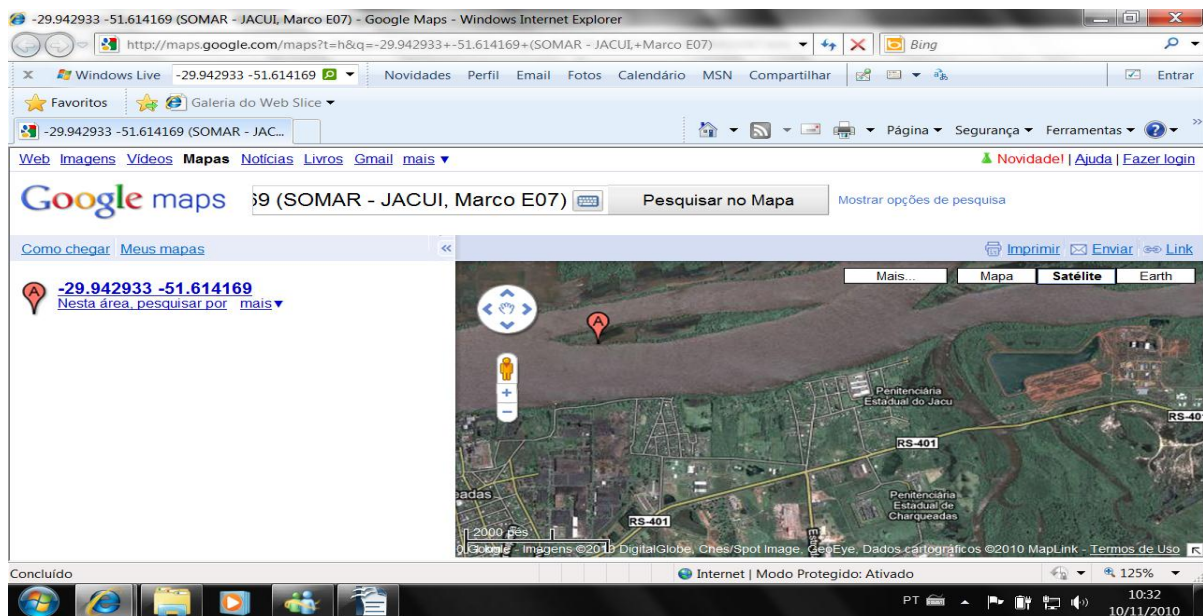 -29.942933 -51.614169 (SOMAR - JACUI, Marco E07) - Google Maps - Windows Internet Explorer
http://maps.google.com/maps?t=h&q=-29.942933+-51.614169+(SOMAR - JACUI,+Marco E07)
Bing
x Windows Live -29.942933 -51.614169 Novidades Perfil Email Fotos Calendário MSN Compartilhar Entrar
Favoritos Galeria do Web Slice
-29.942933 -51.614169 (SOMAR - JAC... Página Segurança Ferramentas
Web Imagens Vídeos Mapas Notícias Livros Gmail mais Novidade! | Ajuda | Fazer login
Google maps 69 (SOMAR - JACUI, Marco E07) Pesquisar no Mapa Mostrar opções de pesquisa
Como chegar Meus mapas « Imprimir Enviar Link
Mais... Mapa Satélite Earth
A -29.942933 -51.614169
Nesta área, pesquisar por mais
A
Penitenciária
Estadual do Jacu
RS-401
RS-40
Penitenciária
Estadual de
Charqueadas
eadas
RS-401
2000 pés
Google - Imagens ©2010 DigitalGlobe, Cnes/Spot Image, GeoEye, Dados cartográficos ©2010 MapLink - Termos de Uso
Concluído Internet | Modo Protegido: Ativado 125%
PT 10:32
10/11/2010